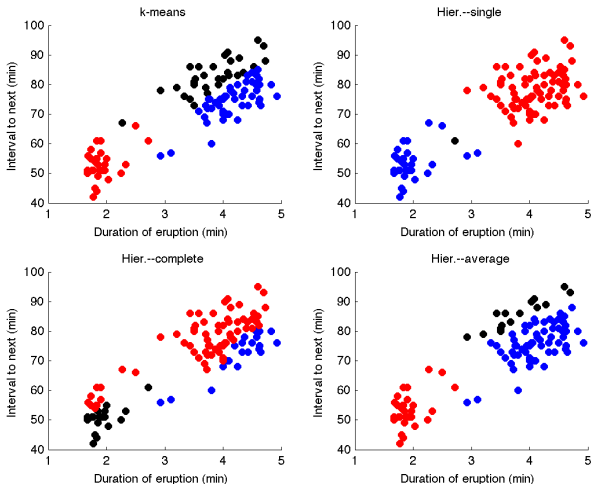 k-means
100
90
80
70
60
50
40
1 2 3 4 5
Interval to next (min)
Duration of eruption (min)
Hier.--single
100
90
80
70
60
50
40
1 2 3 4 5
Interval to next (min)
Duration of eruption (min)
Hier.--complete
100
90
80
70
60
50
40
1 2 3 4 5
Interval to next (min)
Duration of eruption (min)
Hier.--average
100
90
80
70
60
50
40
1 2 3 4 5
Interval to next (min)
Duration of eruption (min)